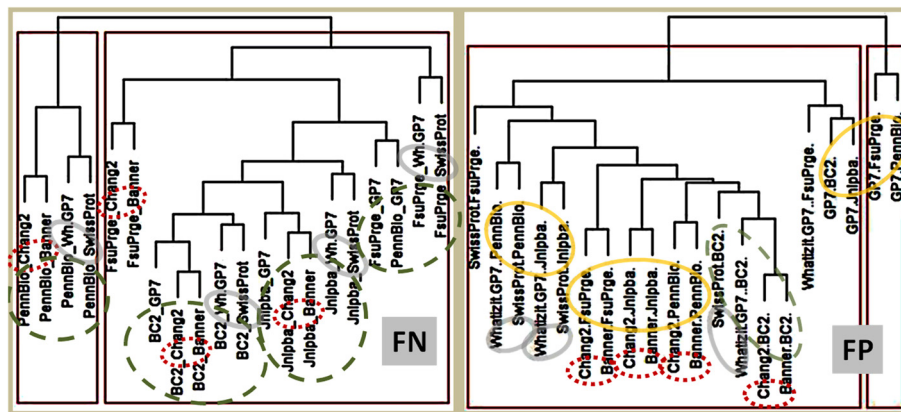 PennBio_Chang2
PennBio_Banner
PennBio_Wh.GP7
PennBio_SwissProt
FsuPrge_Chang2
FsuPrge_Banner
BC2_GP7
BC2_Chang2
BC2_Banner
BC2_Wh.GP7
BC2_SwissProt
Jnlpba_GP7
Jnlpba_Chang2
Jnlpba_Banner
Jnlpba_Wh.GP7
Jnlpba_SwissProt
FsuPrge_GP7
PennBio_GP7
FsuPrge_Wh.GP7
FsuPrge_SwissProt
FN
SwissProt.FsuPrge.
Whatizit.GP7..PennBio.
SwissProt.PennBio.
Whatizit.GP7..Jnlpba.
SwissProt.Jnlpba.
Chang2.FsuPrge.
Banner.FsuPrge.
Chang2.Jnlpba.
Banner.Jnlpba.
Chang2.PennBio.
Banner.PennBio.
SwissProt.BC2.
Whatizit.GP7..BC2.
Chang2.BC2.
Banner.BC2.
Whatizit.GP7..FsuPrge.
GP7.BC2.
GP7.Jnlpba.
GP7.FsuPrge.
GP7.PennBio.
FP